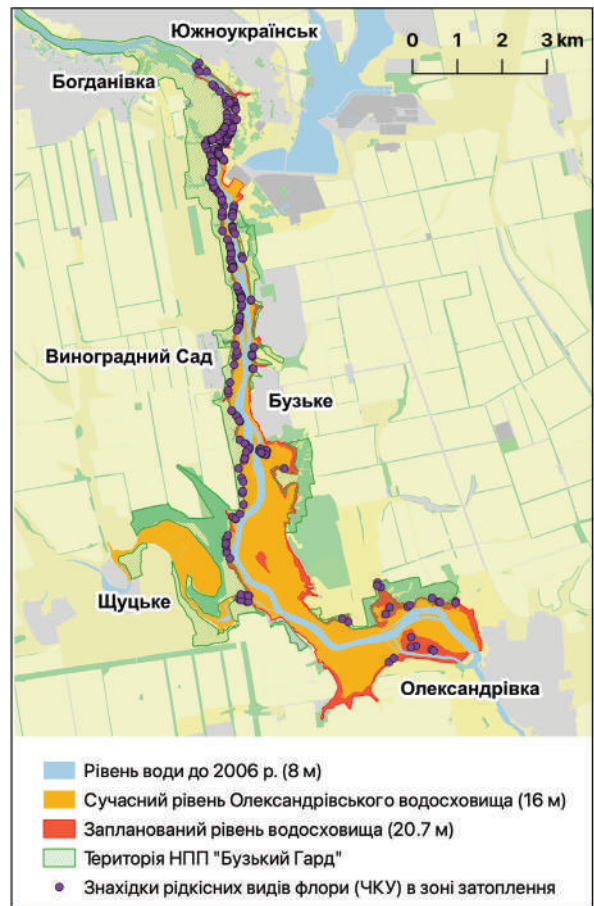 Южноукраїнськ
0 1 2 3 km
Богданівка
Виноградний Сад
Бузьке
Щуцьке
Олександрівка
Рівень води до 2006 р. (8 м)
Сучасний рівень Олександрівського водосховища (16 м)
Запланований рівень водосховища (20.7 м)
Територія НПП "Бузький Гард"
Знахідки рідкісних видів флори (ЧКУ) в зоні затоплення